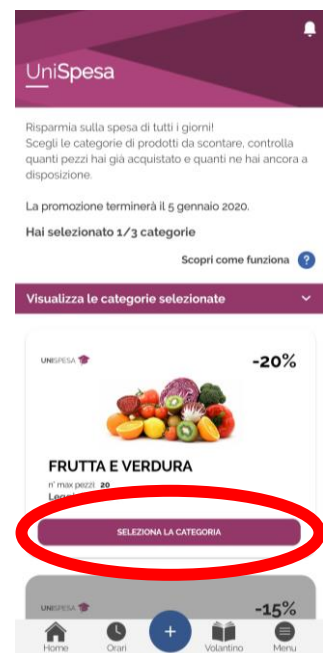 UniSpesa
Risparmia sulla spesa di tutti i giorni!
Scegli le categorie di prodotti da scontare, controlla
quanti pezzi hai già acquistato e quanti ne hai ancora a
disposizione.
La promozione terminerà il 5 gennaio 2020.
Hai selezionato 1/3 categorie
Scopri come funziona ?
Visualizza le categorie selezionate
UNISPESA -20%
FRUTTA E VERDURA
n° max pezzi 20
SELEZIONA LA CATEGORIA
UNISPESA -15%
Home Orari + Volantino Menu